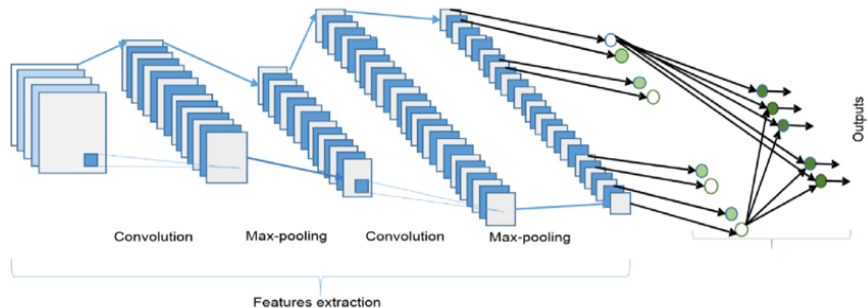 Outputs
Convolution
Max-pooling
Convolution
Max-pooling
Features extraction